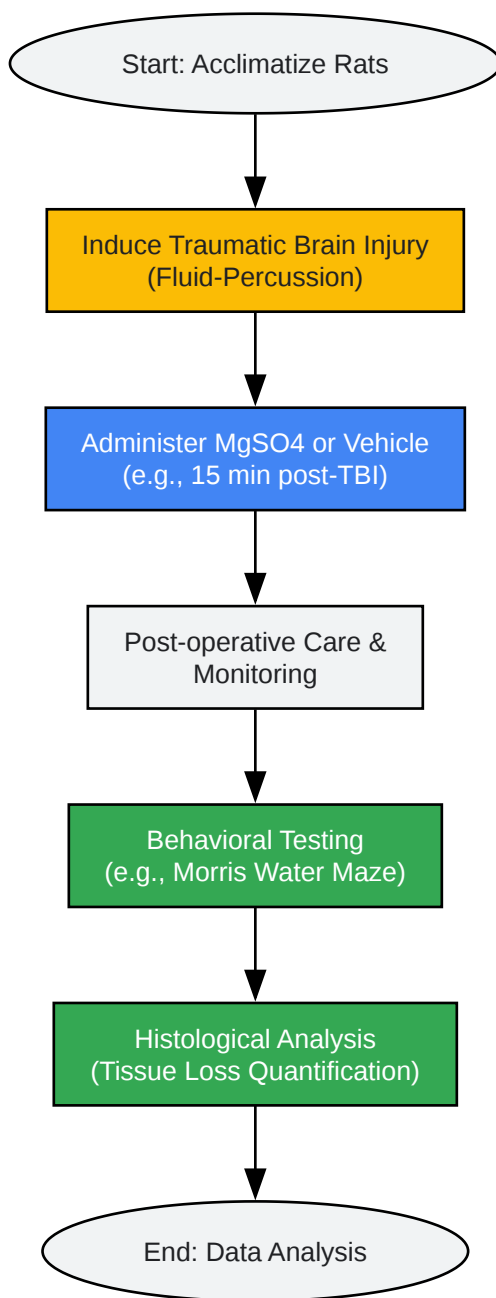 Start: Acclimatize Rats
Induce Traumatic Brain Injury
(Fluid-Percussion)
Administer MgSO4 or Vehicle
(e.g., 15 min post-TBI)
Post-operative Care &
Monitoring
Behavioral Testing
(e.g., Morris Water Maze)
Histological Analysis
(Tissue Loss Quantification)
End: Data Analysis